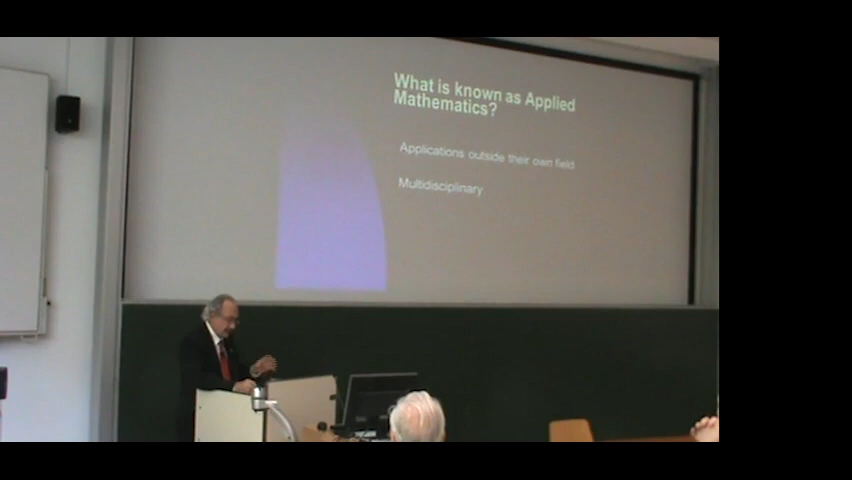 What is known as Applied
Mathematics?
Applications outside their own field
Multidisciplinary